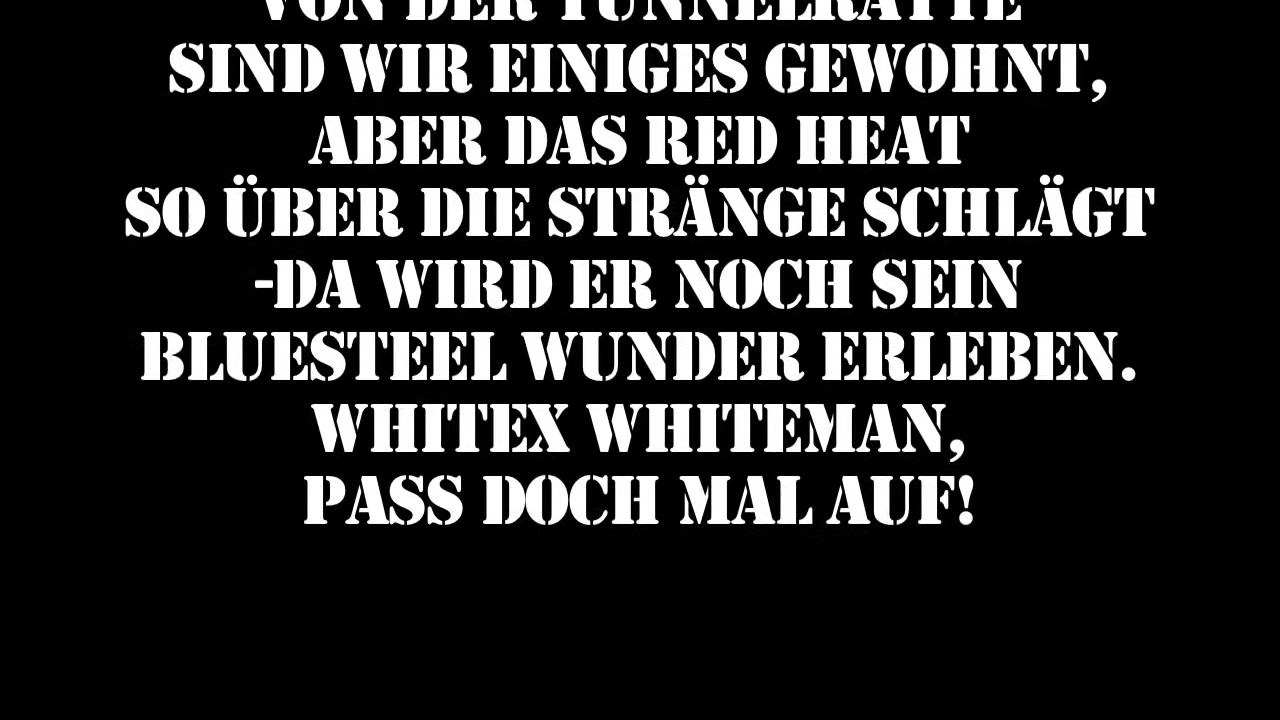 VON DER TUNNELRATTE
SIND WIR EINIGES GEWOHNT,
ABER DAS RED HEAT
SO ÜBER DIE STRÄNGE SCHLÄGT
-DA WIRD ER NOCH SEIN
BLUESTEEL WUNDER ERLEBEN.
WHITEX WHITEMAN,
PASS DOCH MAL AUF!